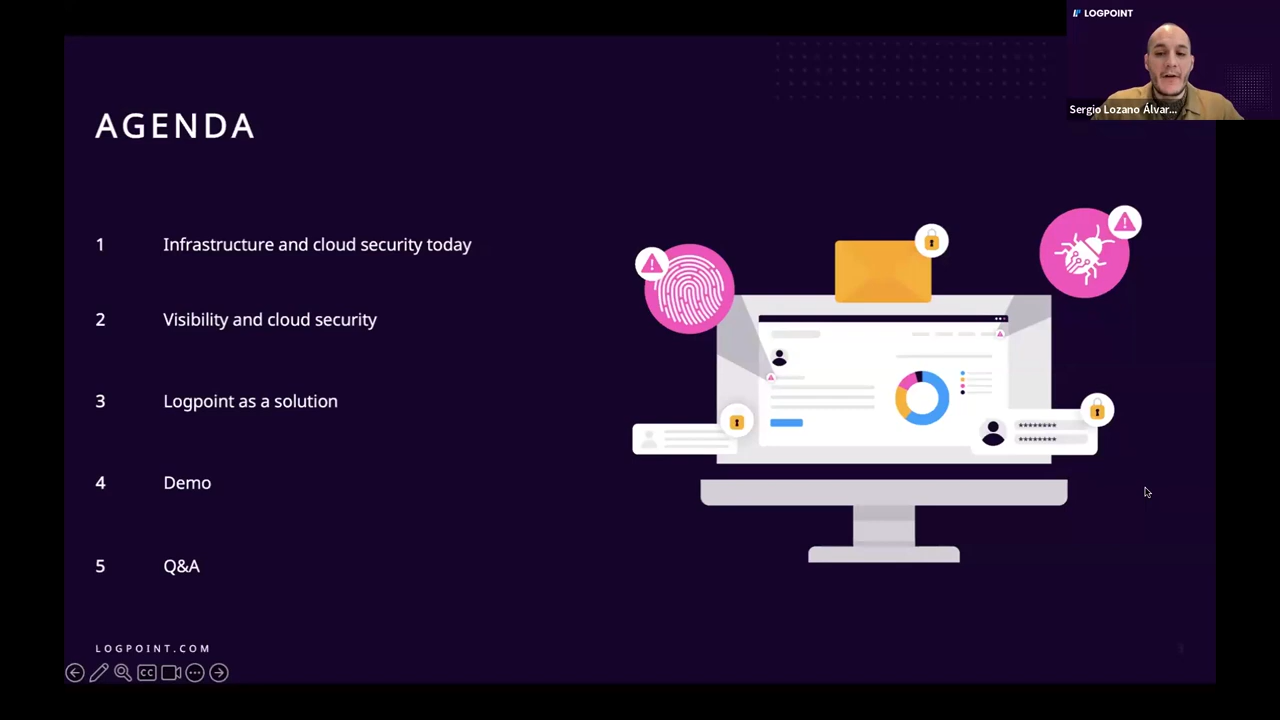 LOGPOINT
Sergio Lozano Álvar...
AGENDA
1 Infrastructure and cloud security today
2 Visibility and cloud security
3 Logpoint as a solution
4 Demo
5 Q&A
********
********
LOGPOINT.COM
CC